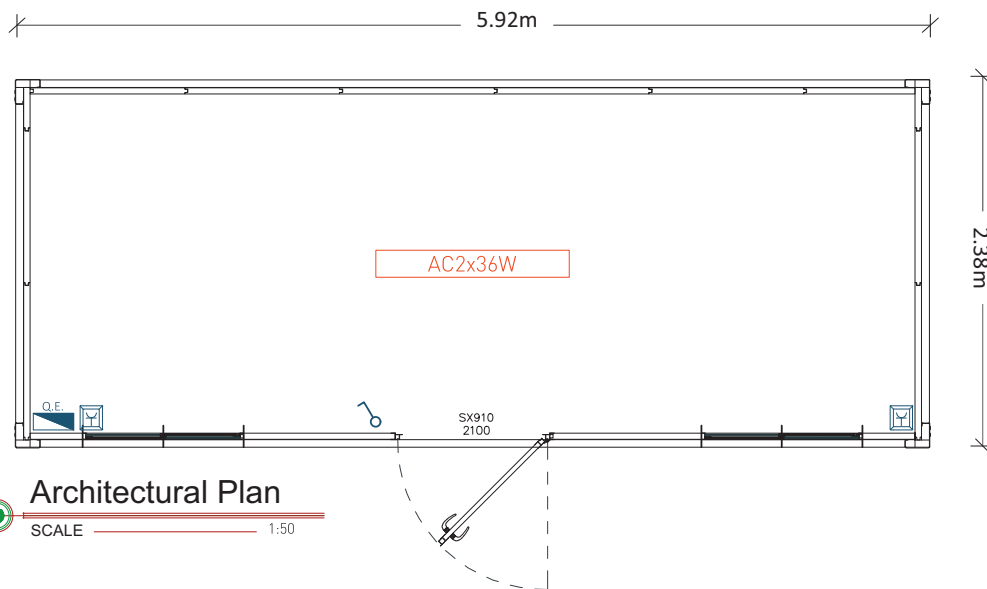 5.92m
2.38m
AC2x36W
Q.E.
SX910
2100
Architectural Plan
SCALE 1:50